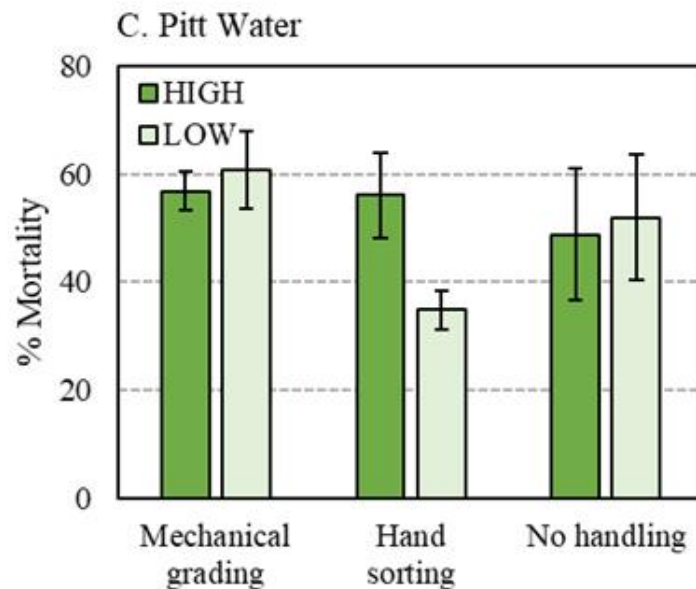 C. Pitt Water
80
60
40
20
0
% Mortality
HIGH
LOW
Mechanical
grading
Hand
sorting
No handling